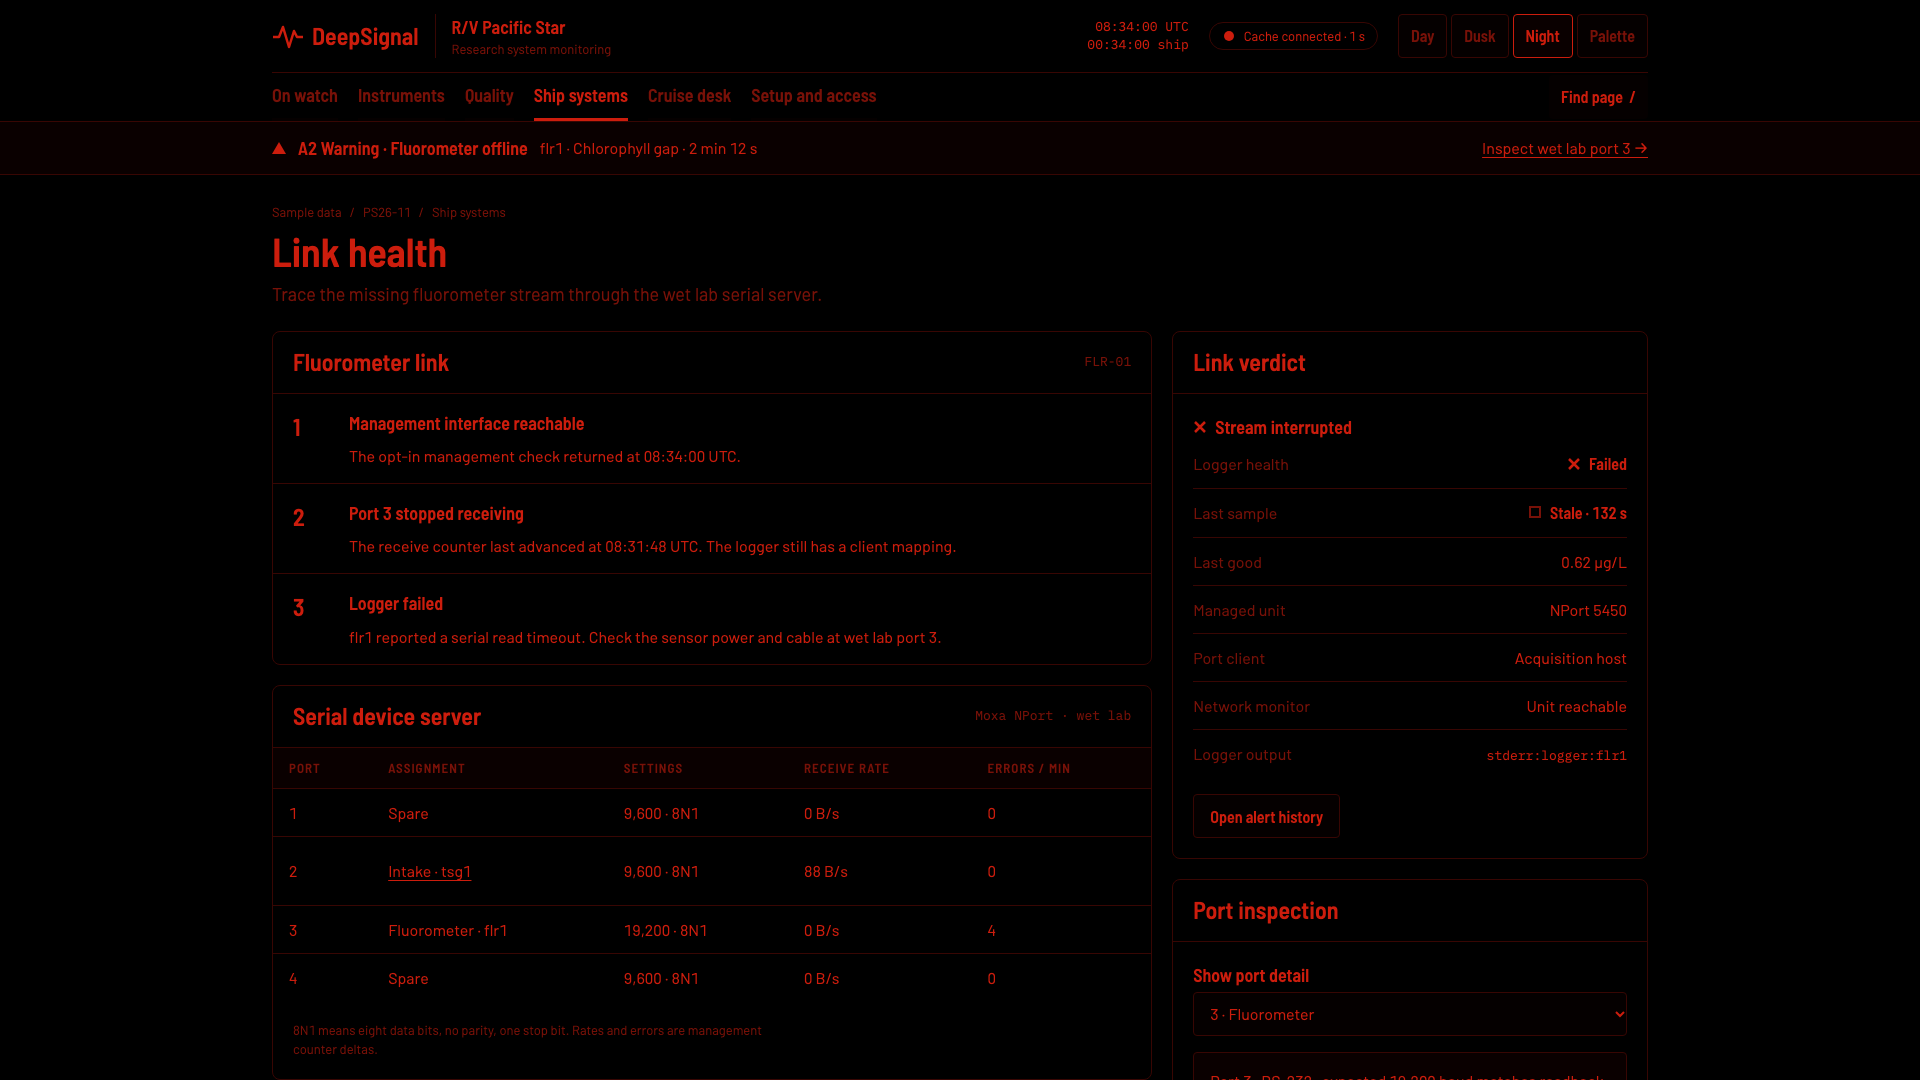 DeepSignal
R/V Pacific Star
Research system monitoring
08:34:00 UTC
00:34:00 ship
Cache connected · 1 s
Day
Dusk
Night
Palette
On watch
Instruments
Quality
Ship systems
Cruise desk
Setup and access
Find page /
A2 Warning · Fluorometer offline
flr1 · Chlorophyll gap · 2 min 12 s
Inspect wet lab port 3 →
Sample data / PS26-11 / Ship systems
Link health
Trace the missing fluorometer stream through the wet lab serial server.
Fluorometer link
FLR-01
1
Management interface reachable
The opt-in management check returned at 08:34:00 UTC.
2
Port 3 stopped receiving
The receive counter last advanced at 08:31:48 UTC. The logger still has a client mapping.
3
Logger failed
flr1 reported a serial read timeout. Check the sensor power and cable at wet lab port 3.
Serial device server
Moxa NPort · wet lab
PORT ASSIGNMENT SETTINGS RECEIVE RATE ERRORS / MIN
1 Spare 9,600 · 8N1 0 B/s 0
2 Intake · tsg1 9,600 · 8N1 88 B/s 0
3 Fluorometer · flr1 19,200 · 8N1 0 B/s 4
4 Spare 9,600 · 8N1 0 B/s 0
8N1 means eight data bits, no parity, one stop bit. Rates and errors are management
counter deltas.
Link verdict
Stream interrupted
Logger health Failed
Last sample Stale · 132 s
Last good 0.62 µg/L
Managed unit NPort 5450
Port client Acquisition host
Network monitor Unit reachable
Logger output stderr:logger:flr1
Open alert history
Port inspection
Show port detail
3 · Fluorometer